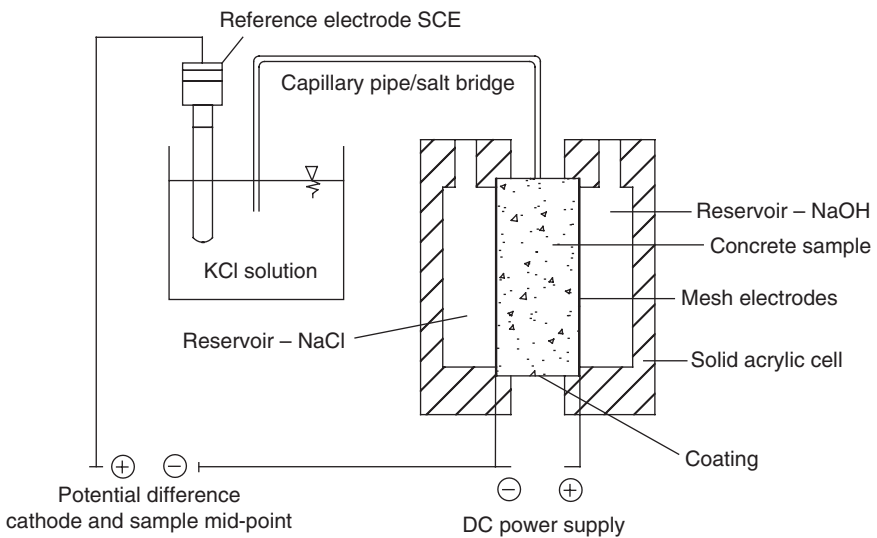 Reference electrode SCE
Capillary pipe/salt bridge
Reservoir – NaOH
Concrete sample
KCl solution
Mesh electrodes
Reservoir – NaCl
Solid acrylic cell
Coating
+ −
− +
Potential difference
cathode and sample mid-point
DC power supply